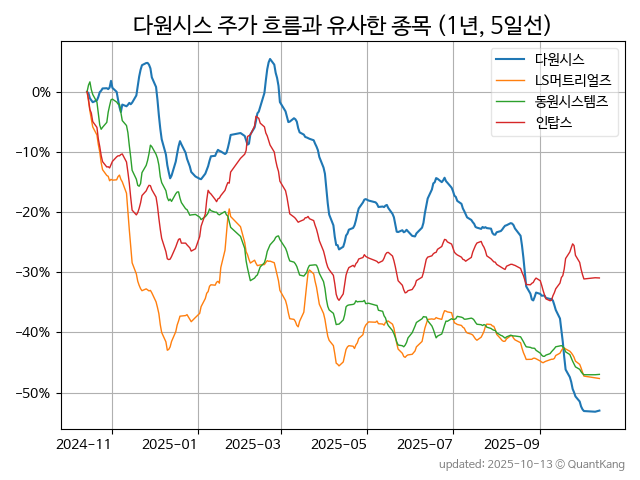 다원시스 주가 흐름과 유사한 종목 (1년, 5일선)
다원시스
LS머트리얼즈
동원시스템즈
인탑스
0%
−10%
−20%
−30%
−40%
−50%
2024-11
2025-01
2025-03
2025-05
2025-07
2025-09
updated: 2025-10-13 © QuantKang